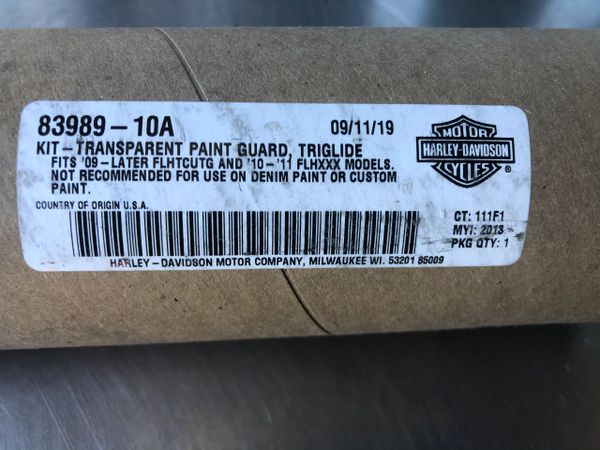 83989-10A 09/11/19
KIT-TRANSPARENT PAINT GUARD, TRIGLIDE
FITS '09-LATER FLHTCUTG AND '10-'11 FLHXXX MODELS.
NOT RECOMMENDED FOR USE ON DENIM PAINT OR CUSTOM
PAINT.
MOTOR
HARLEY-DAVIDSON
CYCLES
®
COUNTRY OF ORIGIN U.S.A.
CT: 111F1
MYI: 2013
PKG QTY: 1
HARLEY-DAVIDSON MOTOR COMPANY, MILWAUKEE WI. 53201 85009